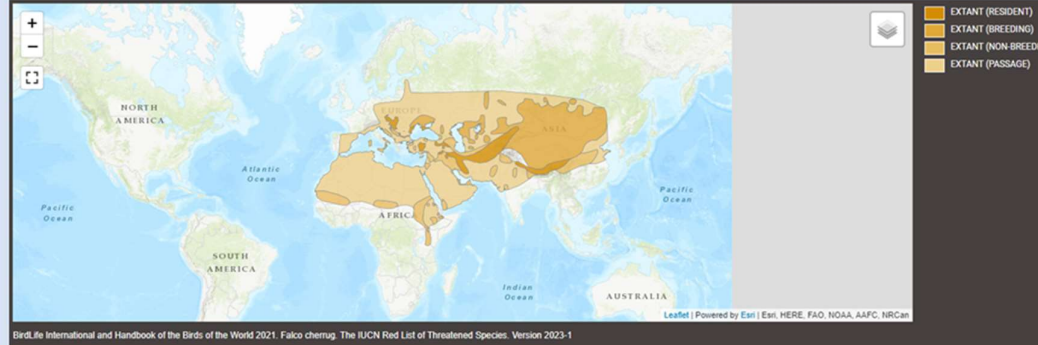 +
−
EXTANT (RESIDENT)
EXTANT (BREEDING)
EXTANT (NON-BREEDI
EXTANT (PASSAGE)
NORTH
AMERICA
EUROPE
ASIA
Atlantic
Ocean
Pacific
Ocean
AFRICA
Pacific
Ocean
SOUTH
AMERICA
Indian
Ocean
AUSTRALIA
Leaflet | Powered by Esri | Esri, HERE, FAO, NOAA, AAFC, NRCan
BirdLife International and Handbook of the Birds of the World 2021. Falco cherrug. The IUCN Red List of Threatened Species. Version 2023-1